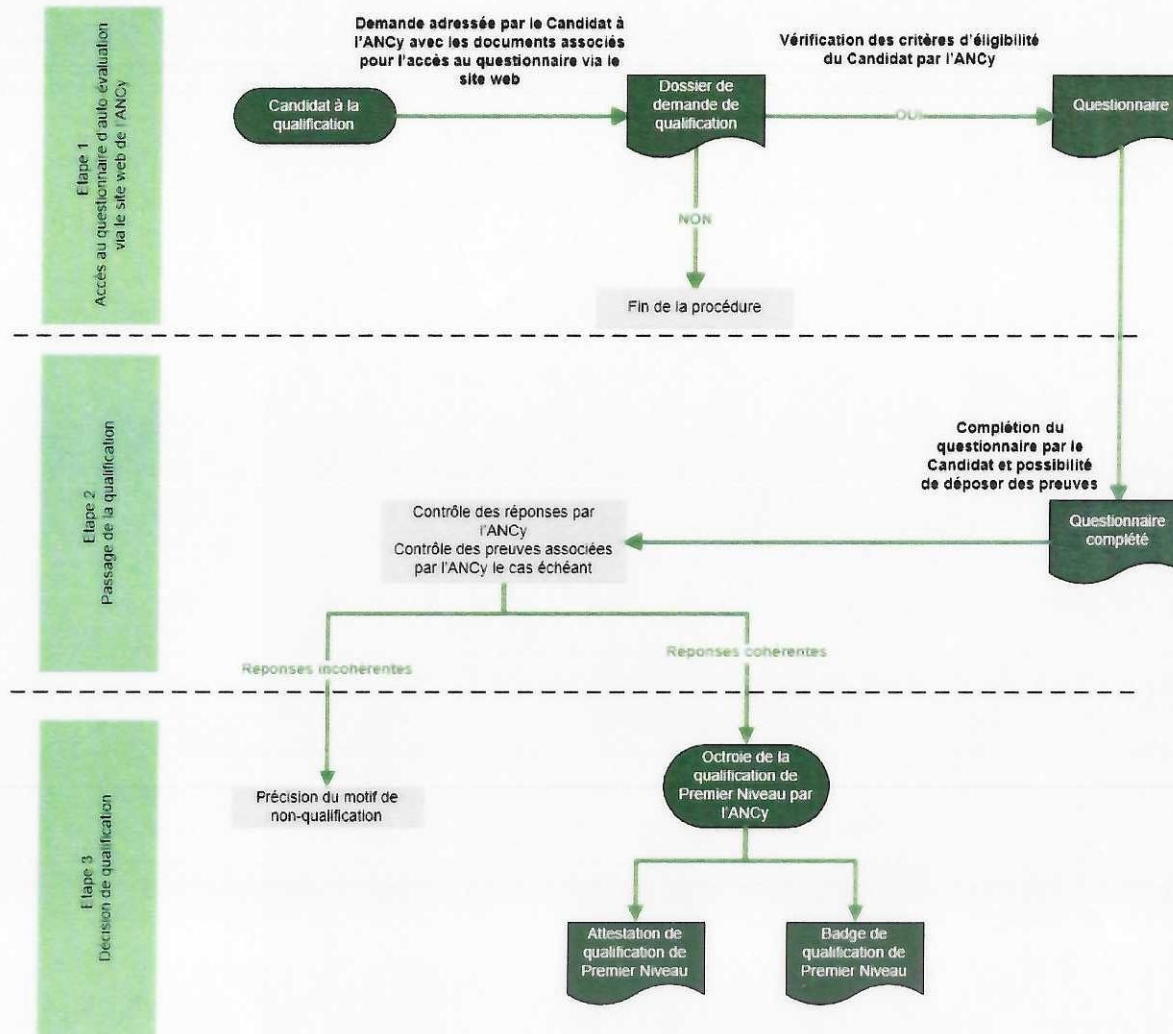 Etape 1
Accès au questionnaire d'auto évaluation
via le site web de l'ANCy
Demande adressée par le Candidat à
l'ANCy avec les documents associés
pour l'accès au questionnaire via le
site web
Vérification des critères d'éligibilité
du Candidat par l'ANCy
Candidat à la
qualification
Dossier de
demande de
qualification
OUI
Questionnaire
NON
Fin de la procédure
Etape 2
Passage de la qualification
Complétion du
questionnaire par le
Candidat et possibilité
de déposer des preuves
Contrôle des réponses par
l'ANCy
Contrôle des preuves associées
par l'ANCy le cas échéant
Questionnaire
complété
Reponses incohérentes
Reponses cohérentes
Etape 3
Décision de qualification
Précision du motif de
non-qualification
Octroie de la
qualification de
Premier Niveau par
l'ANCy
Attestation de
qualification de
Premier Niveau
Badge de
qualification de
Premier Niveau